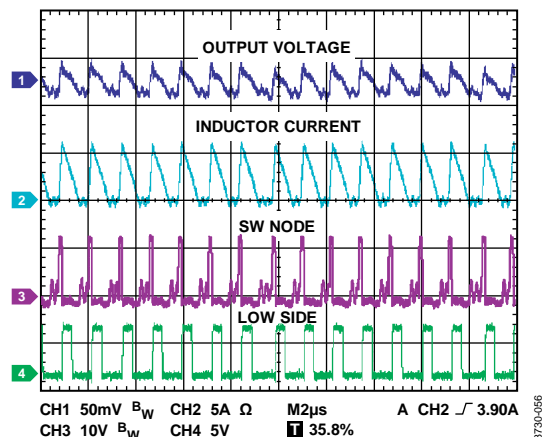 OUTPUT VOLTAGE
1
INDUCTOR CURRENT
2
SW NODE
3
LOW SIDE
4
CH1 50mV BW CH2 5A Ω M2µs A CH2 3.90A
CH3 10V BW CH4 5V T 35.8%